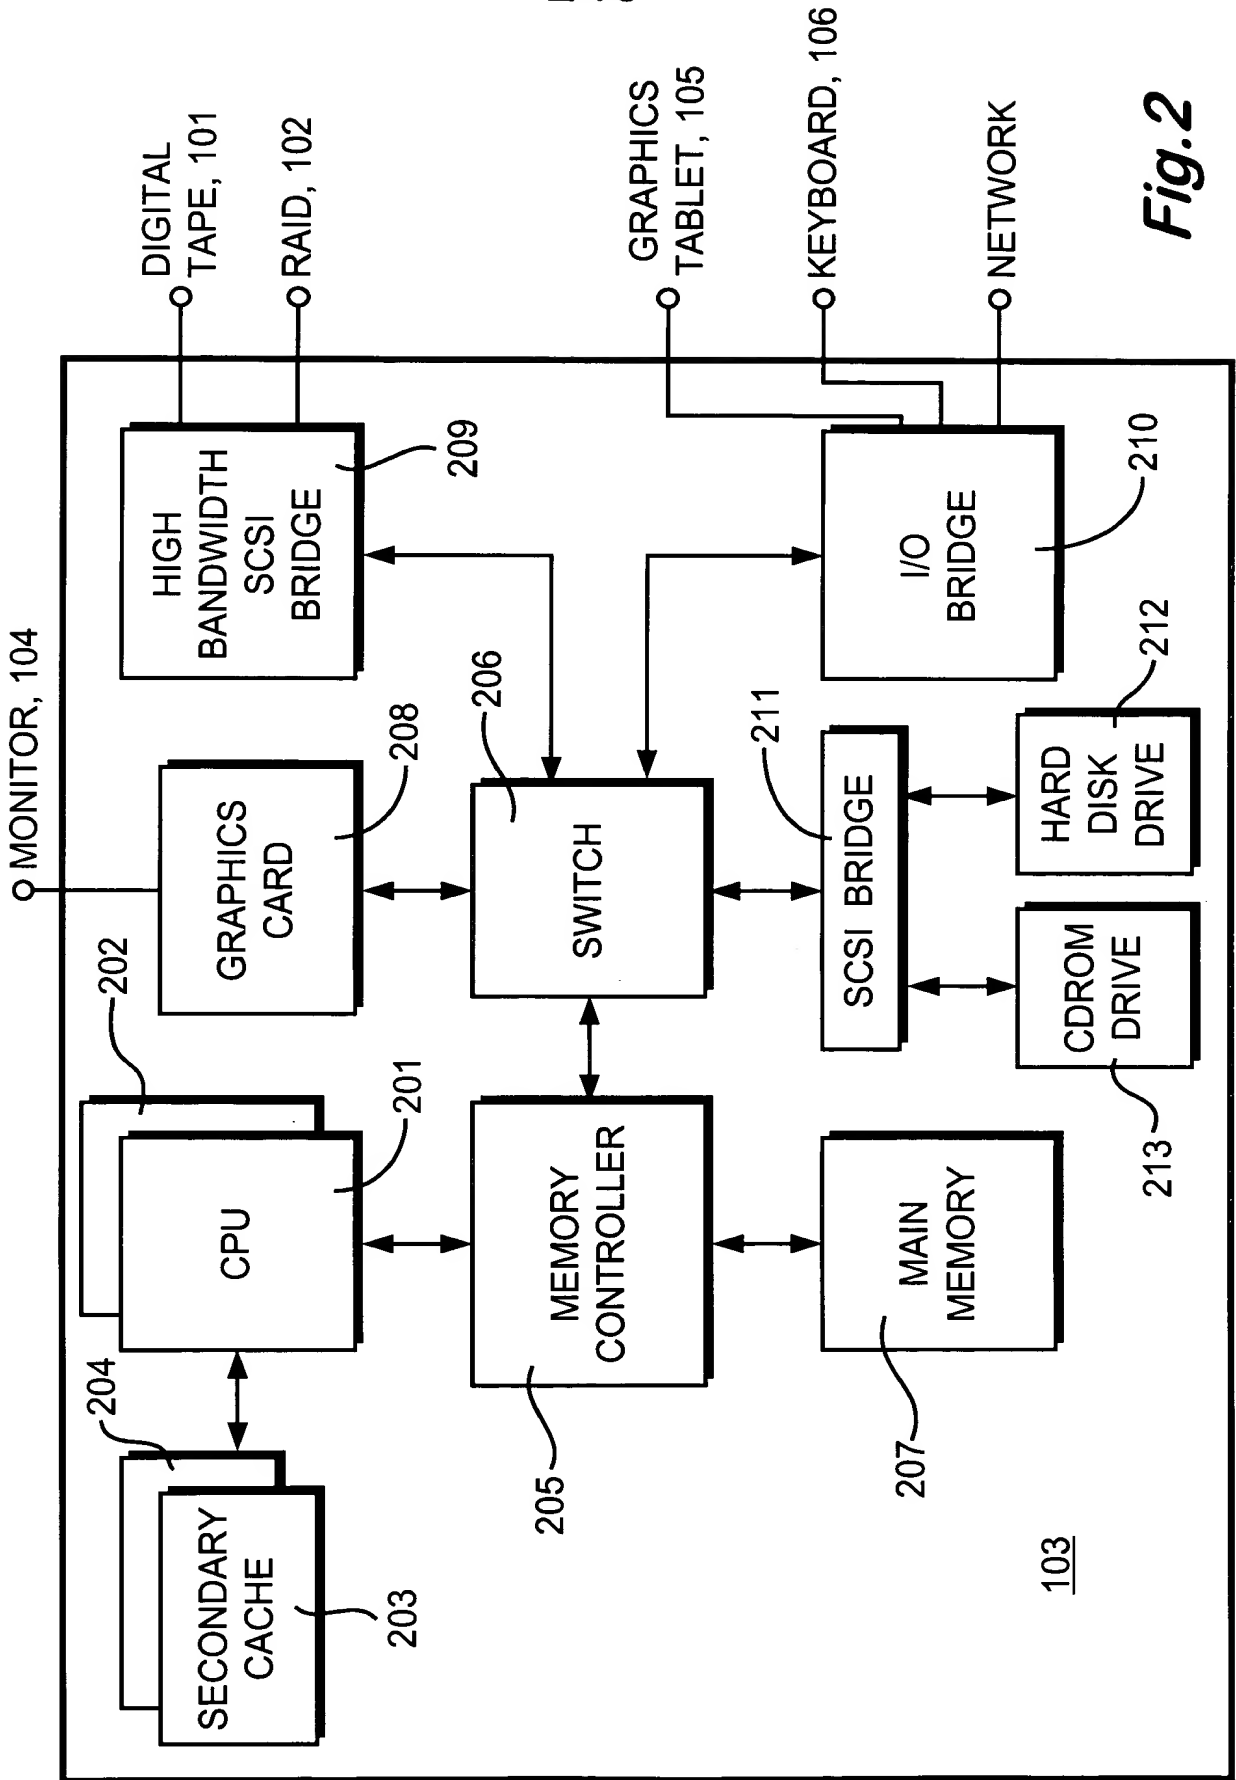 MONITOR, 104
DIGITAL
TAPE, 101
RAID, 102
GRAPHICS
TABLET, 105
KEYBOARD, 106
NETWORK
202
204
SECONDARY
CACHE
203
CPU
201
GRAPHICS
CARD
208
HIGH
BANDWIDTH
SCSI
BRIDGE
209
MEMORY
CONTROLLER
205
SWITCH
206
MAIN
MEMORY
207
SCSI BRIDGE
211
I/O
BRIDGE
210
CDROM
DRIVE
213
HARD
DISK
DRIVE
212
103
Fig.2